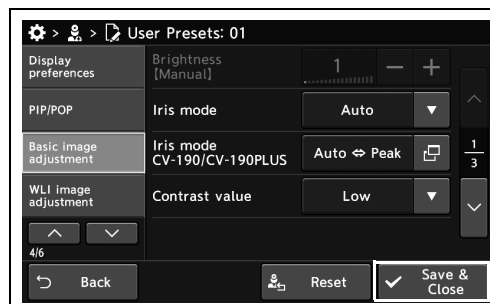 > > User Presets: 01
Display
preferences
Brightness
[Manual]
1
PIP/POP
Iris mode
Auto
Basic image
adjustment
Iris mode
CV-190/CV-190PLUS
Auto ⇔ Peak
1
3
WLI image
adjustment
Contrast value
Low
4/6
Back
Reset
Save &
Close